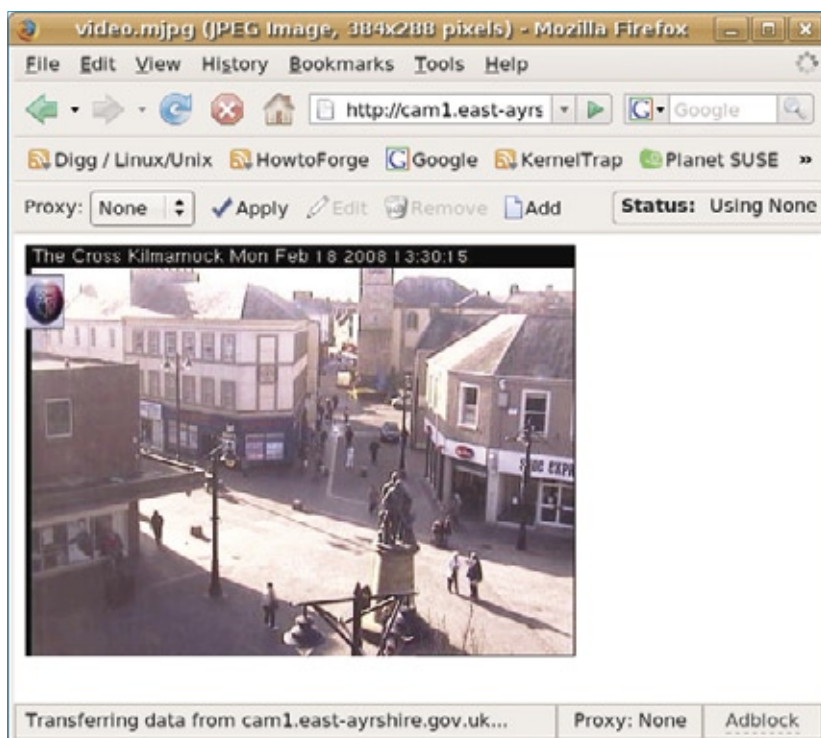 video.mjpg (JPEG Image, 384x288 pixels) - Mozilla Firefox
File Edit View History Bookmarks Tools Help
http://cam1.east-ayrs Google
Digg / Linux/Unix HowtoForge Google KernelTrap Planet SUSE »
Proxy: None Apply Edit Remove Add Status: Using None
The Cross Kilmarnock Mon Feb 18 2008 13:30:15
Transferring data from cam1.east-ayrshire.gov.uk... Proxy: None Adblock